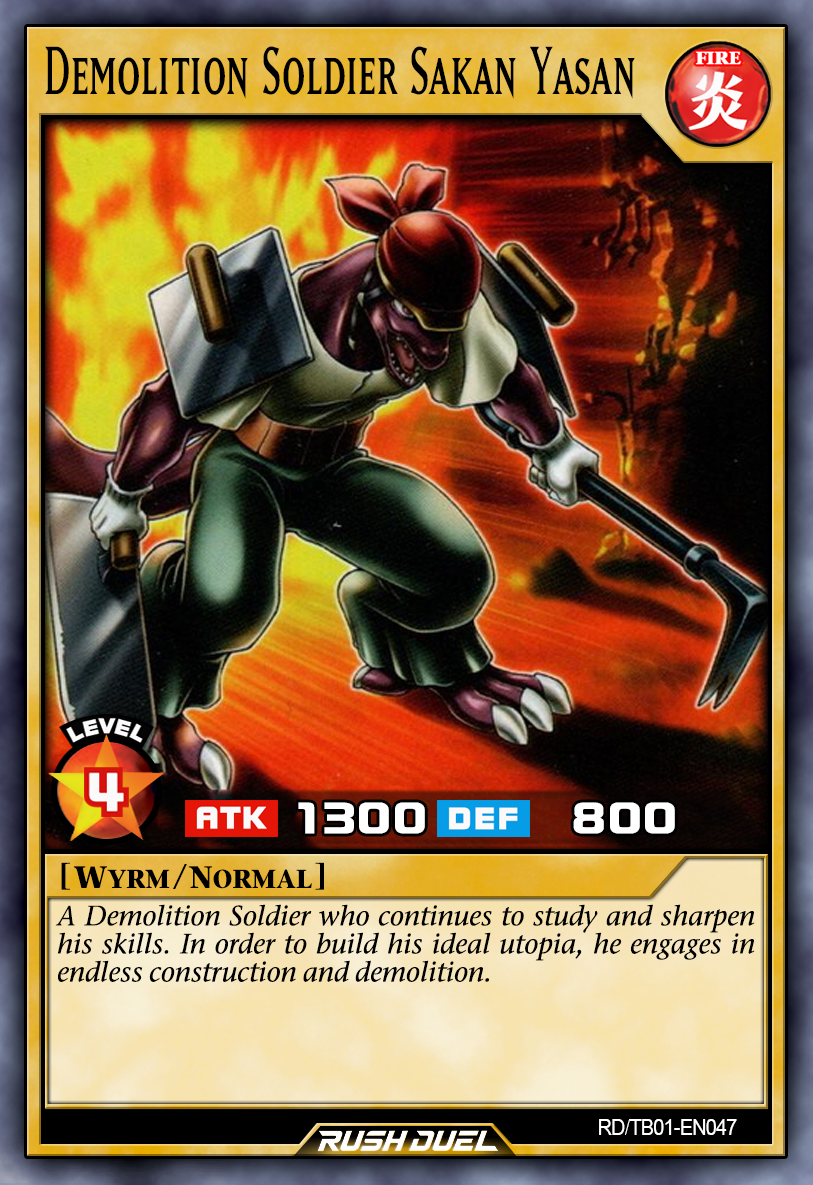 Demolition Soldier Sakan Yasan
FIRE
炎
LEVEL
4
ATK 1300 DEF 800
[Wyrm/Normal]
A Demolition Soldier who continues to study and sharpen
his skills. In order to build his ideal utopia, he engages in
endless construction and demolition.
RD/TB01-EN047
RUSH DUEL